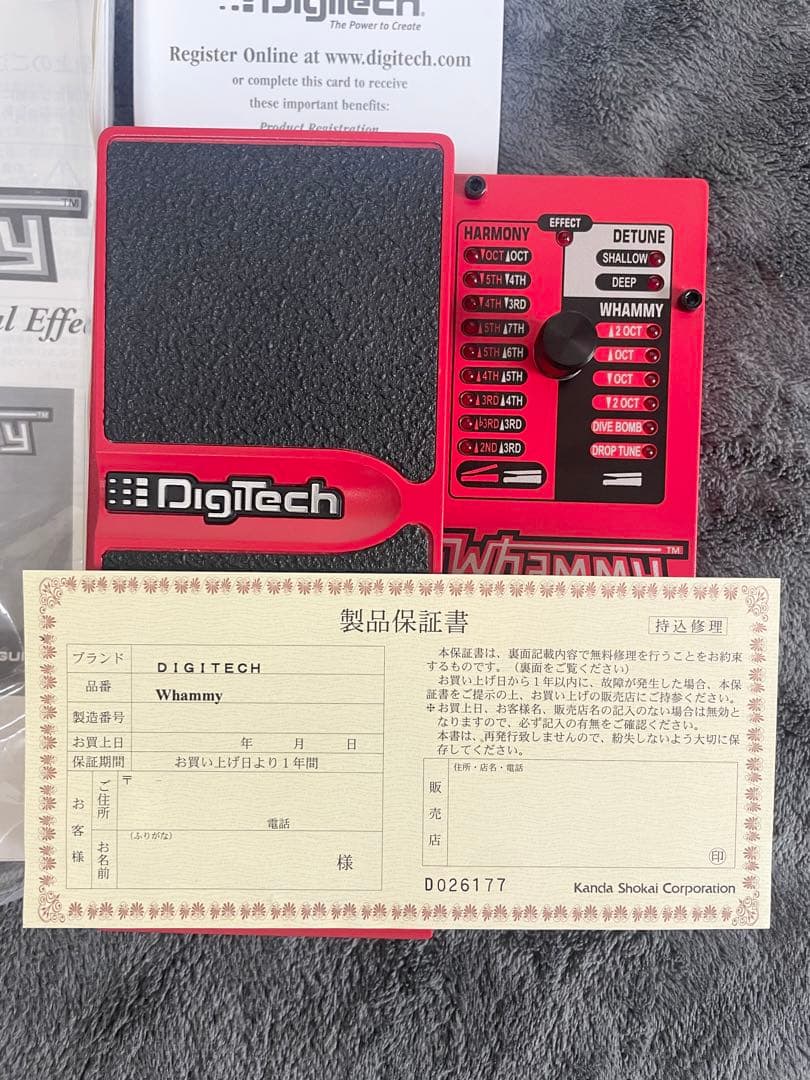 DigiTech®
The Power to Create
Register Online at www.digitech.com
or complete this card to receive
these important benefits:
Product Registration
TM
al Effe
TM
EFFECT
HARMONY
▼OCT▲OCT
▼5TH▼4TH
▼4TH▼3RD
▲5TH▲7TH
▲5TH▲6TH
▲4TH▲5TH
▲3RD▲4TH
▲♭3RD▲3RD
▲2ND▲3RD
DETUNE
SHALLOW
DEEP
WHAMMY
▲2 OCT
▲OCT
▼OCT
▼2 OCT
DIVE BOMB
DROP TUNE
DigiTech
WHAMMY TM
製品保証書
持込修理
ブランド DIGITECH
品番 Whammy
製造番号
お買上日 年 月 日
保証期間 お買い上げ日より1年間
お客様
ご住所 〒 -
電話
お名前 (ふりがな)
様
本保証書は、裏面記載内容で無料修理を行うことをお約束
するものです。(裏面をご覧ください)
お買い上げ日から1年以内に、故障が発生した場合、本保
証書をご提示の上、お買い上げの販売店にご持参ください。
✢お買上日、お客様名、販売店名の記入のない場合は無効と
なりますので、必ず記入の有無をご確認ください。
本書は、再発行致しませんので、紛失しないよう大切に保
存してください。
販売店
住所・店名・電話
印
D026177
Kanda Shokai Corporation